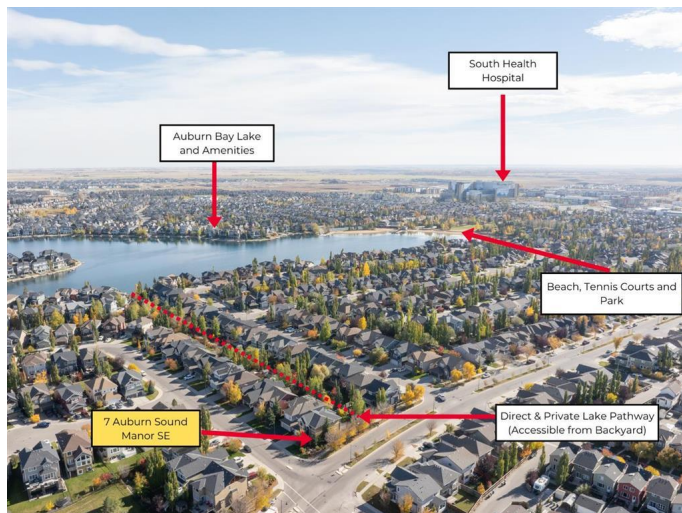 South Health
Hospital
Auburn Bay Lake
and Amenities
Beach, Tennis Courts and
Park
7 Auburn Sound
Manor SE
Direct & Private Lake Pathway
(Accessible from Backyard)